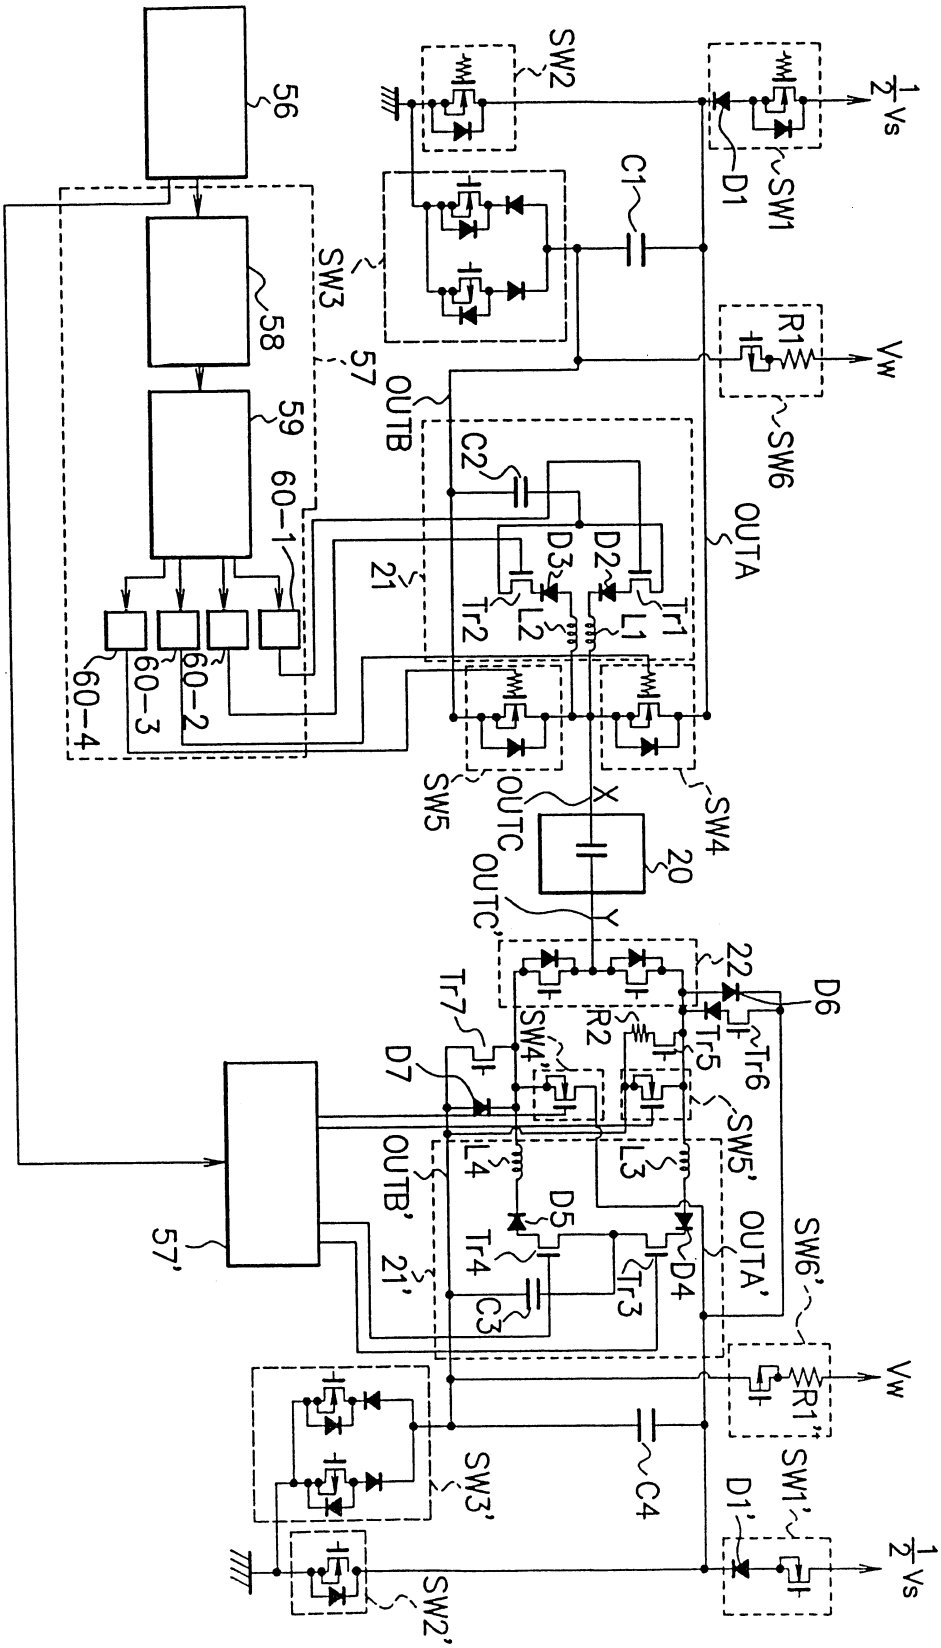 ½ Vs
SW1
D1
SW2
C1
SW3
Vw
R1
SW6
OUTA
OUTB
C2
Tr1
D2
L1
D3
L2
Tr2
21
SW4
SW5
OUTC
X
20
Y
OUTC'
56
57
58
59
60-1
60-2
60-3
60-4
22
D6
Tr6
Tr5
R2
SW4'
Tr7
D7
SW5'
L3
L4
OUTB'
OUTA'
D4
D5
Tr3
Tr4
C3
21'
57'
SW6'
Vw
R1'
C4
SW3'
SW1'
½ Vs
D1'
SW2'